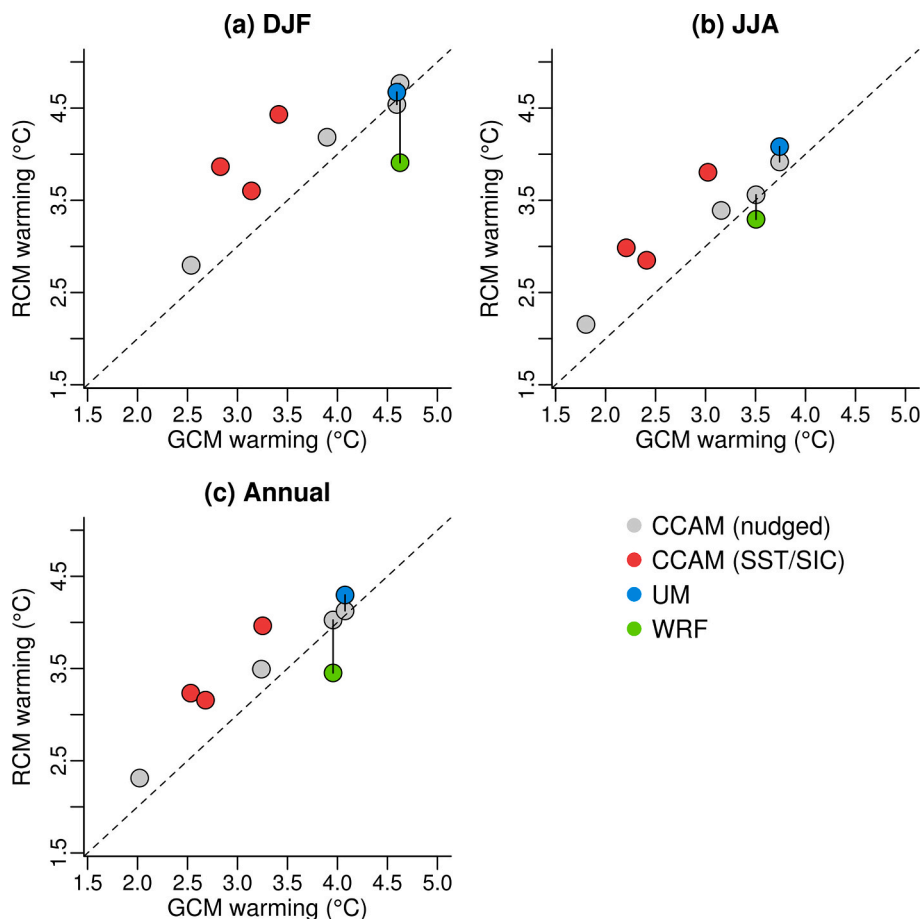 (a) DJF
RCM warming (°C)
4.5
3.5
2.5
1.5
1.5 2.0 2.5 3.0 3.5 4.0 4.5 5.0
GCM warming (°C)
(b) JJA
RCM warming (°C)
4.5
3.5
2.5
1.5
1.5 2.0 2.5 3.0 3.5 4.0 4.5 5.0
GCM warming (°C)
(c) Annual
RCM warming (°C)
4.5
3.5
2.5
1.5
1.5 2.0 2.5 3.0 3.5 4.0 4.5 5.0
GCM warming (°C)
CCAM (nudged)
CCAM (SST/SIC)
UM
WRF